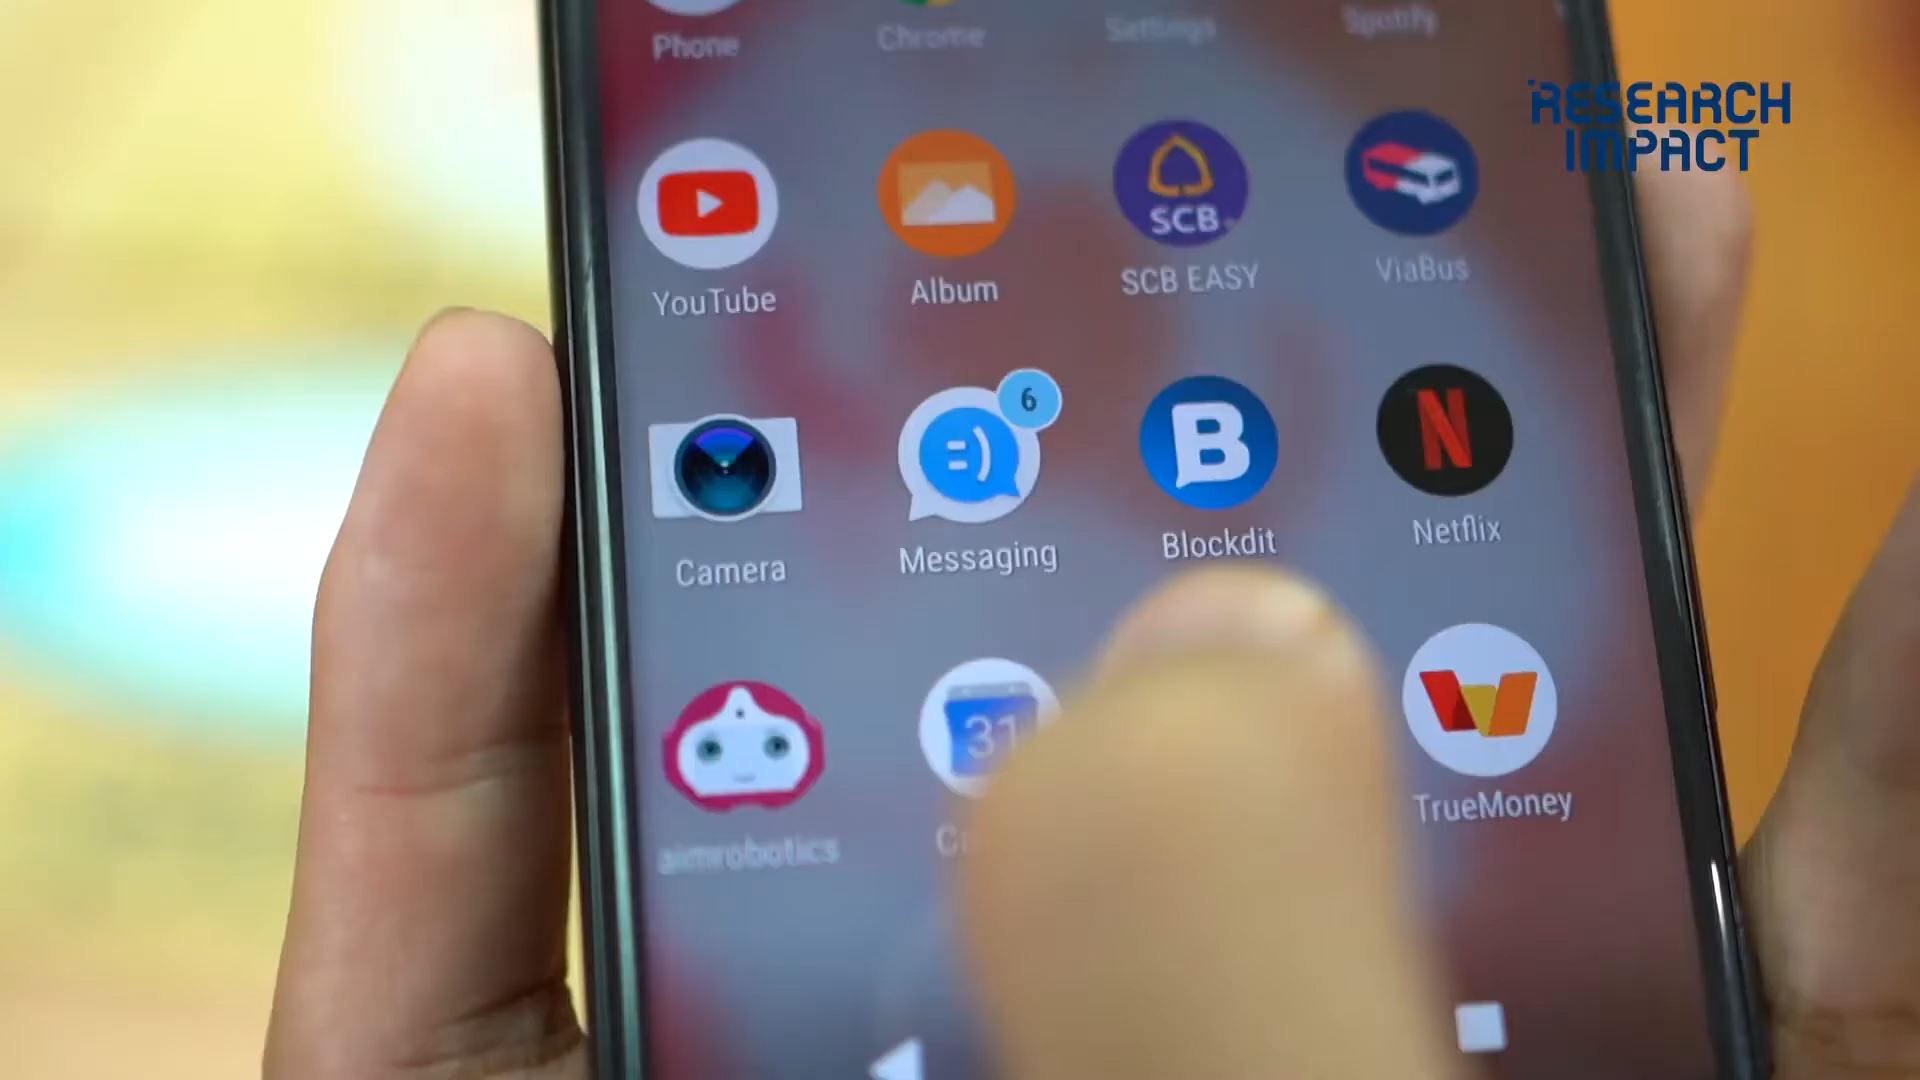 Phone
Chrome
Settings
Spotify
RESEARCH
IMPACT
SCB
YouTube
Album
SCB EASY
ViaBus
6
B
N
Camera
Messaging
Blockdit
Netflix
31
aimrobotics
TrueMoney